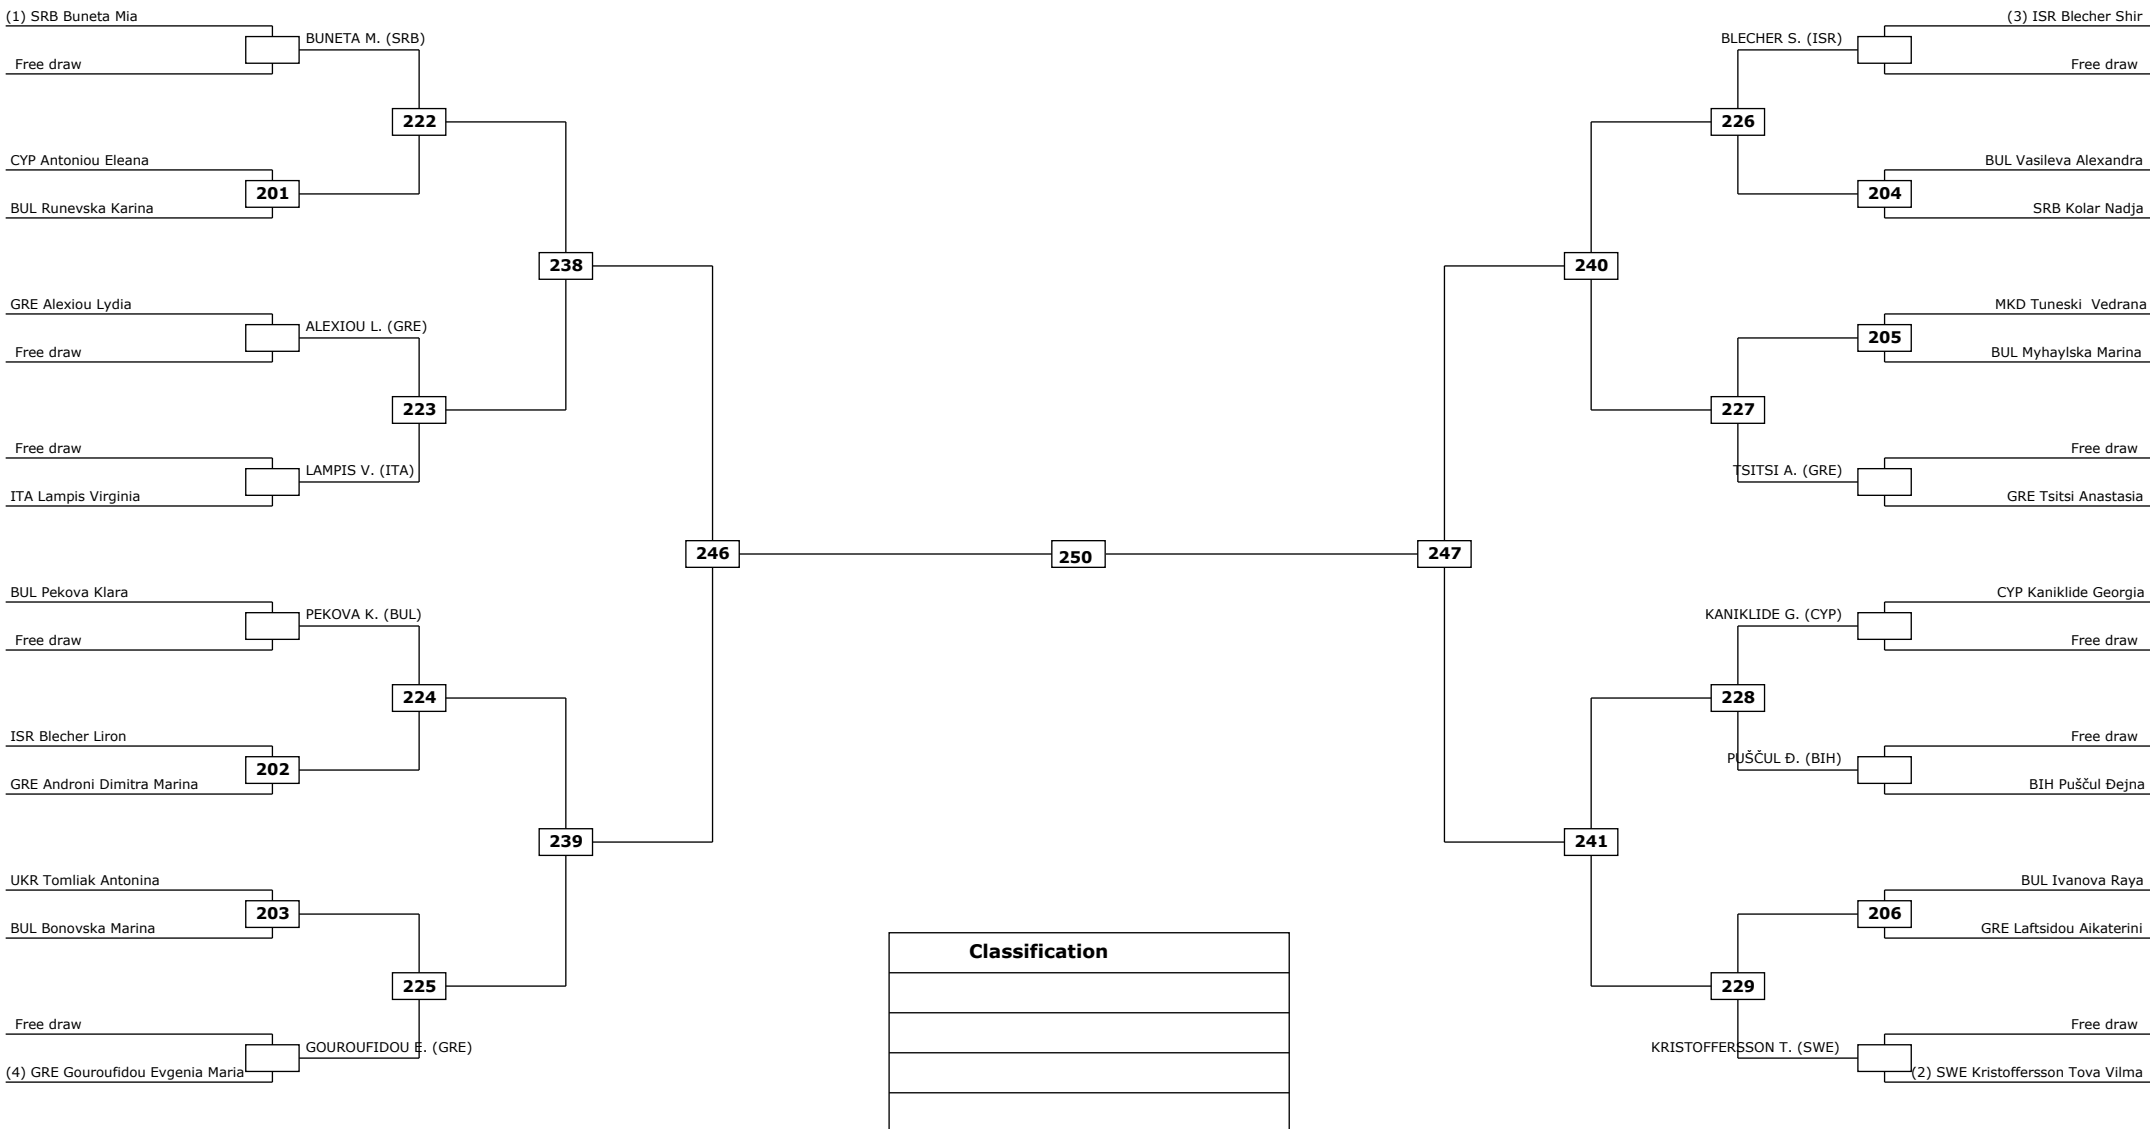 (1) SRB Buneta Mia
BUNETA M. (SRB)
Free draw
222
CYP Antoniou Eleana
201
BUL Runevska Karina
238
GRE Alexiou Lydia
ALEXIOU L. (GRE)
Free draw
223
Free draw
LAMPIS V. (ITA)
ITA Lampis Virginia
246
BUL Pekova Klara
PEKOVA K. (BUL)
Free draw
224
ISR Blecher Liron
202
GRE Androni Dimitra Marina
239
UKR Tomliak Antonina
203
BUL Bonovska Marina
225
Free draw
GOUROUFIDOU E. (GRE)
(4) GRE Gouroufidou Evgenia Maria
250
Classification
(3) ISR Blecher Shir
BLECHER S. (ISR)
Free draw
226
BUL Vasileva Alexandra
204
SRB Kolar Nadja
240
MKD Tuneski  Vedrana
205
BUL Myhaylska Marina
227
Free draw
TSITSI A. (GRE)
GRE Tsitsi Anastasia
247
CYP Kaniklide Georgia
KANIKLIDE G. (CYP)
Free draw
228
Free draw
PUŠČUL Đ. (BIH)
BIH Puščul Đejna
241
BUL Ivanova Raya
206
GRE Laftsidou Aikaterini
229
Free draw
KRISTOFFERSSON T. (SWE)
(2) SWE Kristoffersson Tova Vilma